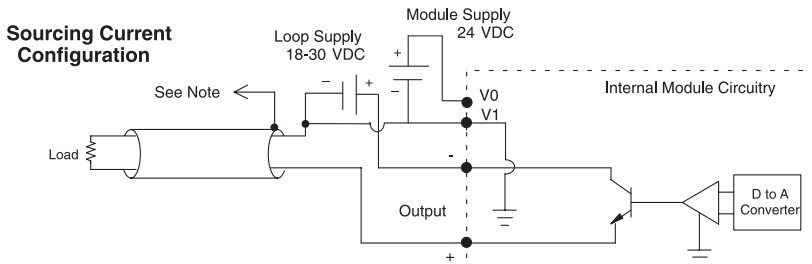 Sourcing Current
Configuration
Loop Supply
18-30 VDC
Module Supply
24 VDC
+
−
− +
See Note
V0
V1
Internal Module Circuitry
Load
-
Output
D to A
Converter
+